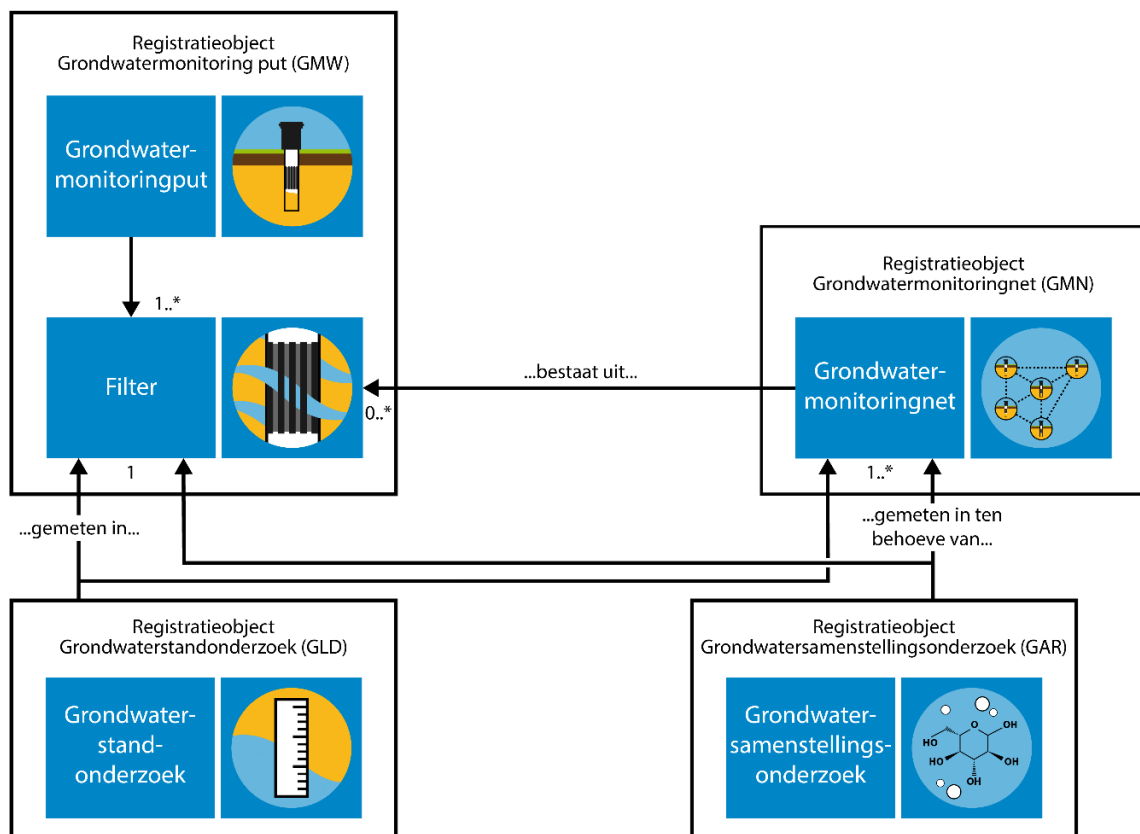 Registratieobject
Grondwatermonitoring put (GMW)
Grondwater-
monitoringput
1..*
Filter
0..*
1
...bestaat uit...
Registratieobject
Grondwatermonitoringnet (GMN)
Grondwater-
monitoringnet
1..*
...gemeten in...
...gemeten in ten
behoeve van...
Registratieobject
Grondwaterstandonderzoek (GLD)
Grondwater-
stand-
onderzoek
Registratieobject
Grondwatersamenstellingsonderzoek (GAR)
Grondwater-
samenstellings-
onderzoek
O
OH
HO
HO
OH
OH